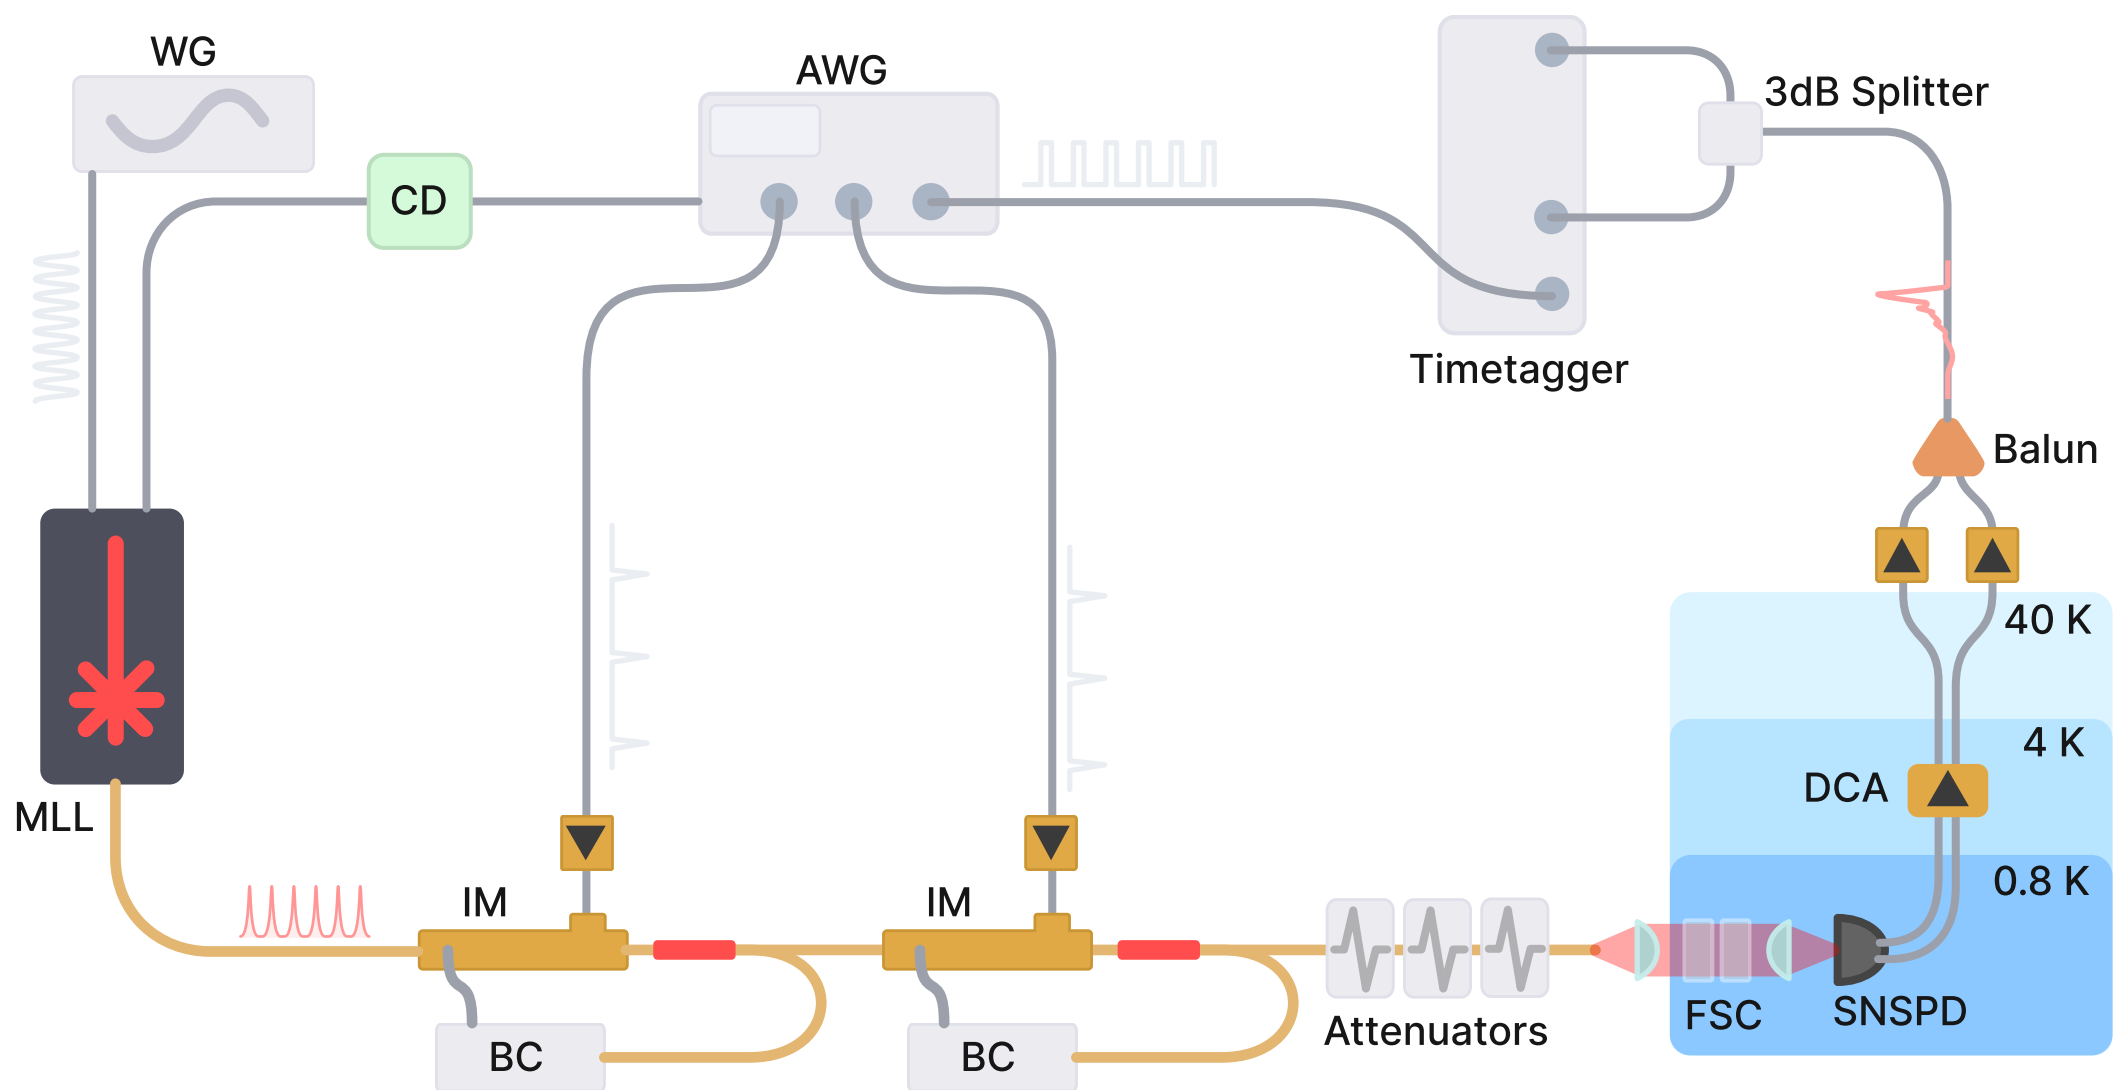 WG
AWG
3dB Splitter
CD
Timetagger
Balun
40 K
4 K
DCA
MLL
0.8 K
IM
IM
FSC
SNSPD
Attenuators
BC
BC